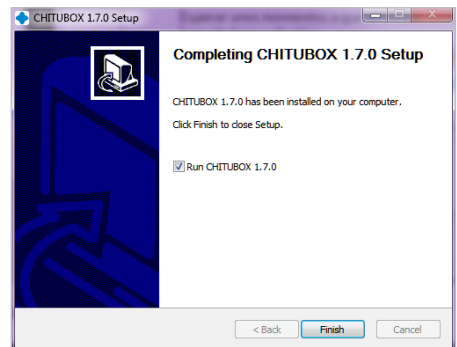 CHITUBOX 1.7.0 Setup
Completing CHITUBOX 1.7.0 Setup
CHITUBOX 1.7.0 has been installed on your computer.
Click Finish to close Setup.
Run CHITUBOX 1.7.0
< Back
Finish
Cancel